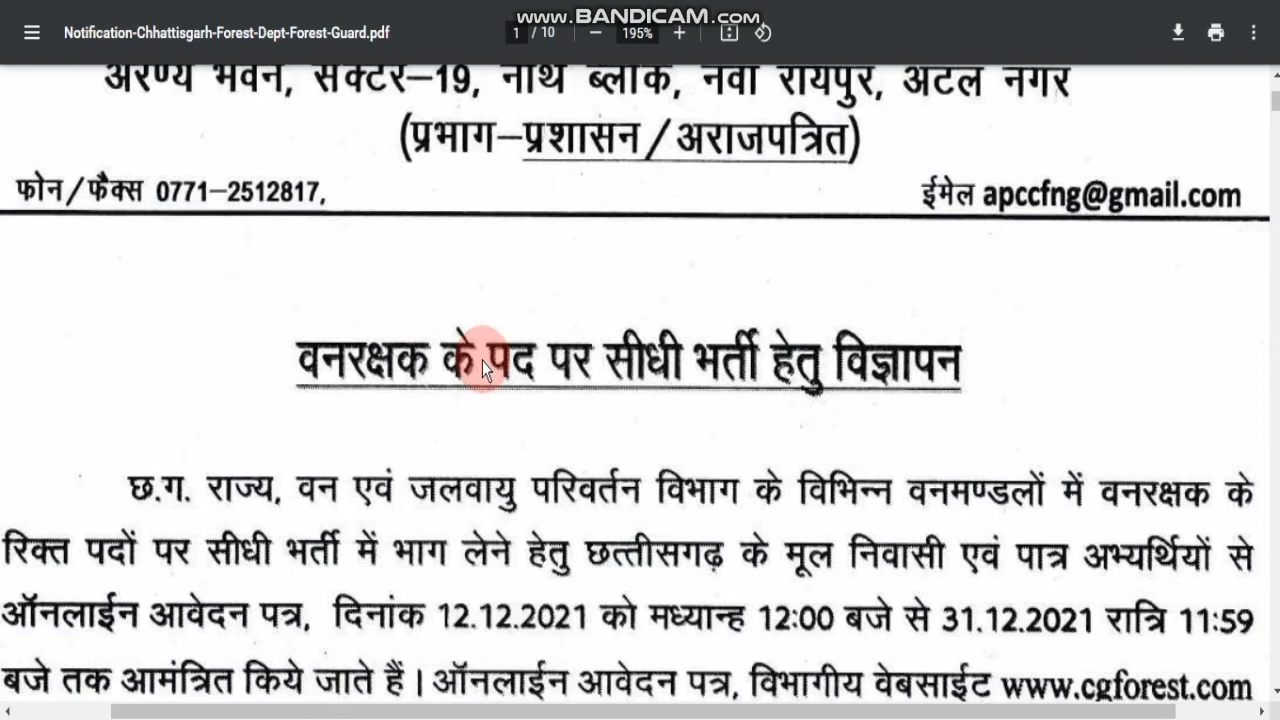 www.BANDICAM.com
Notification-Chhattisgarh-Forest-Dept-Forest-Guard.pdf
1 / 10
195%
अरण्य भवन, सेक्टर–19, नार्थ ब्लॉक, नवा रायपुर, अटल नगर
(प्रभाग–प्रशासन/अराजपत्रित)
फोन/फैक्स 0771–2512817,
ईमेल apccfng@gmail.com
वनरक्षक के पद पर सीधी भर्ती हेतु विज्ञापन
छ.ग. राज्य, वन एवं जलवायु परिवर्तन विभाग के विभिन्न वनमण्डलों में वनरक्षक के
रिक्त पदों पर सीधी भर्ती में भाग लेने हेतु छत्तीसगढ़ के मूल निवासी एवं पात्र अभ्यर्थियों से
ऑनलाईन आवेदन पत्र, दिनांक 12.12.2021 को मध्यान्ह 12:00 बजे से 31.12.2021 रात्रि 11:59
बजे तक आमंत्रित किये जाते हैं। ऑनलाईन आवेदन पत्र, विभागीय वेबसाईट www.cgforest.com